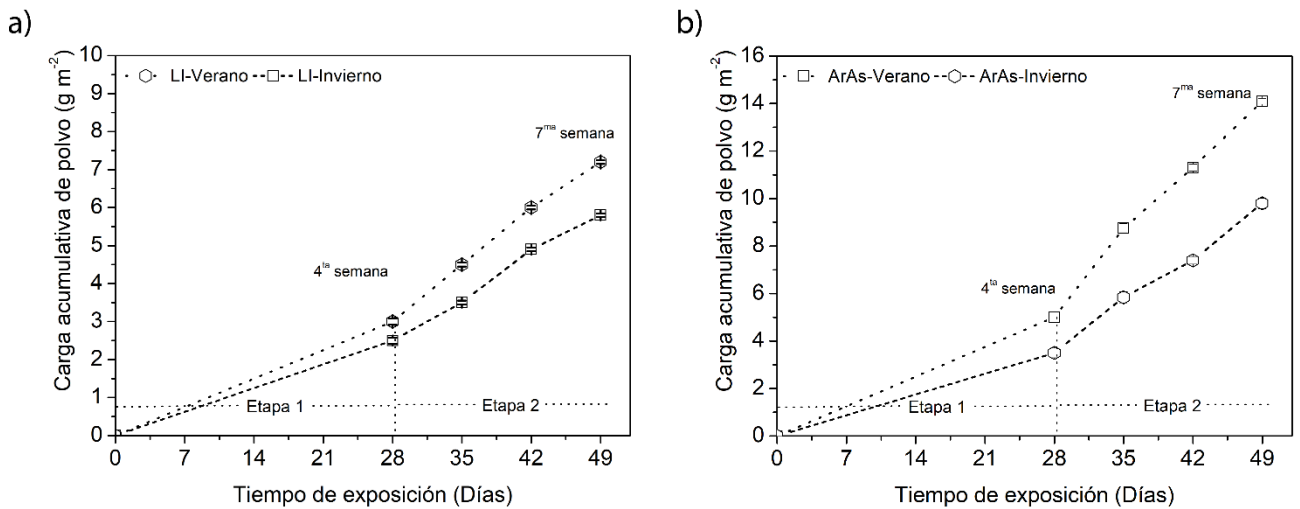 a)
Carga acumulativa de polvo (g m⁻²)
10
9
8
7
6
5
4
3
2
1
0
LI-Verano LI-Invierno
7ᵐᵃ semana
4ᵗᵃ semana
Etapa 1 Etapa 2
0 7 14 21 28 35 42 49
Tiempo de exposición (Días)
b)
Carga acumulativa de polvo (g m⁻²)
16
14
12
10
8
6
4
2
0
ArAs-Verano ArAs-Invierno
7ᵐᵃ semana
4ᵗᵃ semana
Etapa 1 Etapa 2
0 7 14 21 28 35 42 49
Tiempo de exposición (Días)